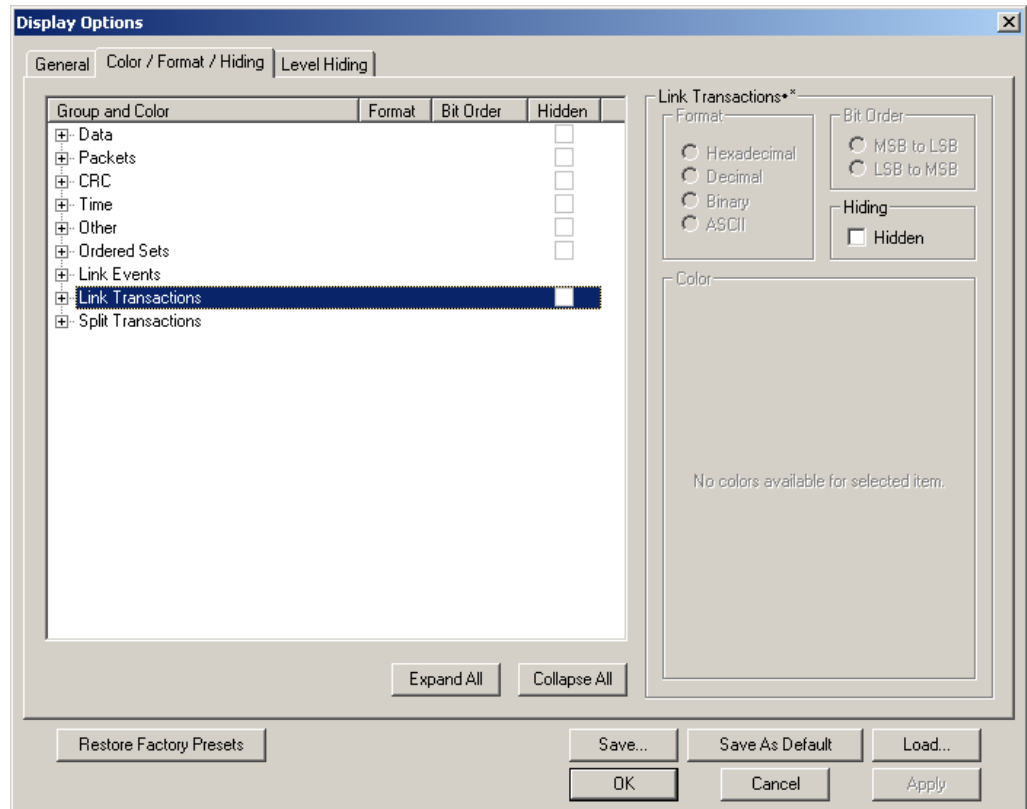 Display Options
General Color / Format / Hiding Level Hiding
Group and Color Format Bit Order Hidden
Data
Packets
CRC
Time
Other
Ordered Sets
Link Events
Link Transactions
Split Transactions
Expand All Collapse All
Link Transactions•*
Format
Hexadecimal
Decimal
Binary
ASCII
Bit Order
MSB to LSB
LSB to MSB
Hiding
Hidden
Color
No colors available for selected item.
Restore Factory Presets Save... Save As Default Load...
OK Cancel Apply